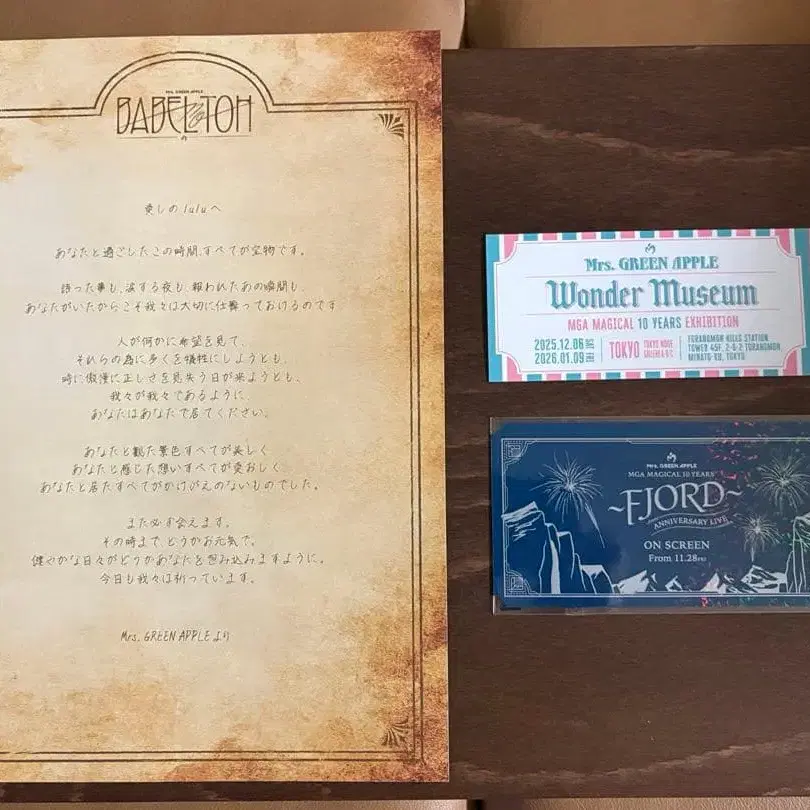 Mrs. GREEN APPLE
BABEL no TOH
愛しの luluへ
あなたと過ごしたこの時間、すべてが宝物です。
語った事も、涙する夜も、報われたあの瞬間も、
あなたがいたからこそ我々は大切に仕舞っておけるのです
人が何かに希望を見て、
それらの為に多くを犠牲にしようとも、
時に傲慢に正しさを見失う日が来ようとも、
我々が我々であるように、
あなたはあなたで居てください。
あなたと観た景色すべてが美しく
あなたと感じた想いすべてが愛おしく
あなたと居たすべてがかけがえのないものでした。
また必ず会えます。
その時まで、どうかお元気で。
健やかな日々がどうかあなたを包み込みますように。
今日も我々は祈っています。
Mrs. GREEN APPLE より
Mrs. GREEN APPLE
Wonder Museum
MGA MAGICAL 10 YEARS EXHIBITION
2025.12.06 SAT
2026.01.09 FRI
TOKYO
TOKYO NODE
GALLERY A/B/C
TORANOMON HILLS STATION
TOWER 45F, 2-6-2 TORANOMON
MINATO-KU, TOKYO
Mrs. GREEN APPLE
MGA MAGICAL 10 YEARS
~FJORD~
ANNIVERSARY LIVE
ON SCREEN
From 11.28 FRI